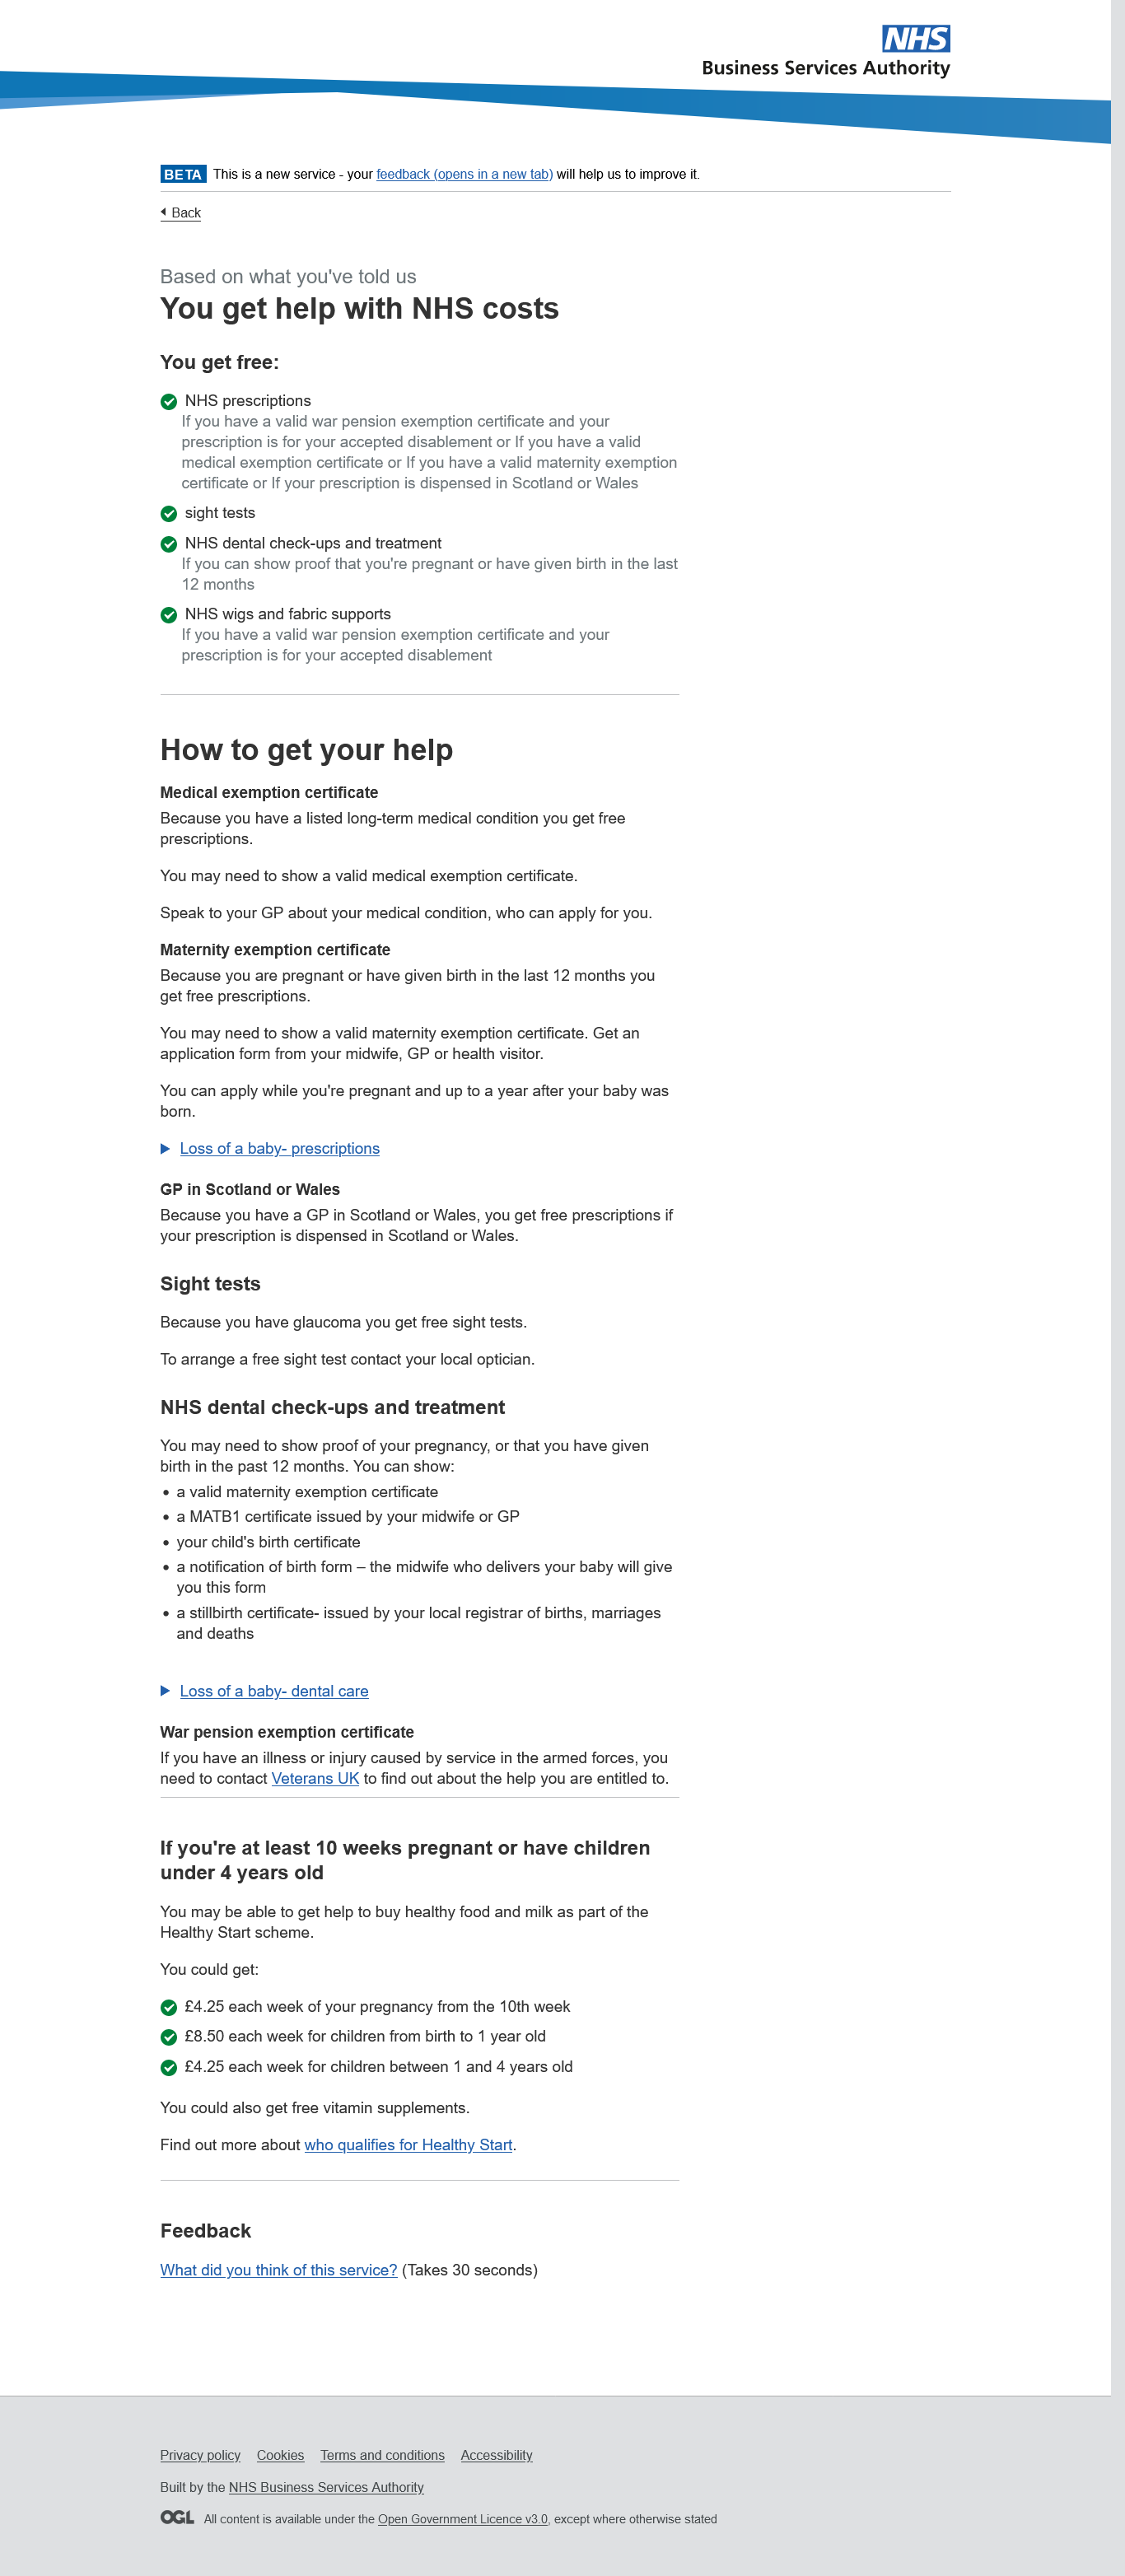 NHS
Business Services Authority
BETA This is a new service - your feedback (opens in a new tab) will help us to improve it.
Back
Based on what you've told us
You get help with NHS costs
You get free:
NHS prescriptions
If you have a valid war pension exemption certificate and your
prescription is for your accepted disablement or If you have a valid
medical exemption certificate or If you have a valid maternity exemption
certificate or If your prescription is dispensed in Scotland or Wales
sight tests
NHS dental check-ups and treatment
If you can show proof that you're pregnant or have given birth in the last
12 months
NHS wigs and fabric supports
If you have a valid war pension exemption certificate and your
prescription is for your accepted disablement
How to get your help
Medical exemption certificate
Because you have a listed long-term medical condition you get free
prescriptions.
You may need to show a valid medical exemption certificate.
Speak to your GP about your medical condition, who can apply for you.
Maternity exemption certificate
Because you are pregnant or have given birth in the last 12 months you
get free prescriptions.
You may need to show a valid maternity exemption certificate. Get an
application form from your midwife, GP or health visitor.
You can apply while you're pregnant and up to a year after your baby was
born.
Loss of a baby- prescriptions
GP in Scotland or Wales
Because you have a GP in Scotland or Wales, you get free prescriptions if
your prescription is dispensed in Scotland or Wales.
Sight tests
Because you have glaucoma you get free sight tests.
To arrange a free sight test contact your local optician.
NHS dental check-ups and treatment
You may need to show proof of your pregnancy, or that you have given
birth in the past 12 months. You can show:
• a valid maternity exemption certificate
• a MATB1 certificate issued by your midwife or GP
• your child's birth certificate
• a notification of birth form – the midwife who delivers your baby will give
you this form
• a stillbirth certificate- issued by your local registrar of births, marriages
and deaths
Loss of a baby- dental care
War pension exemption certificate
If you have an illness or injury caused by service in the armed forces, you
need to contact Veterans UK to find out about the help you are entitled to.
If you're at least 10 weeks pregnant or have children
under 4 years old
You may be able to get help to buy healthy food and milk as part of the
Healthy Start scheme.
You could get:
£4.25 each week of your pregnancy from the 10th week
£8.50 each week for children from birth to 1 year old
£4.25 each week for children between 1 and 4 years old
You could also get free vitamin supplements.
Find out more about who qualifies for Healthy Start.
Feedback
What did you think of this service? (Takes 30 seconds)
Privacy policy Cookies Terms and conditions Accessibility
Built by the NHS Business Services Authority
OGL All content is available under the Open Government Licence v3.0, except where otherwise stated